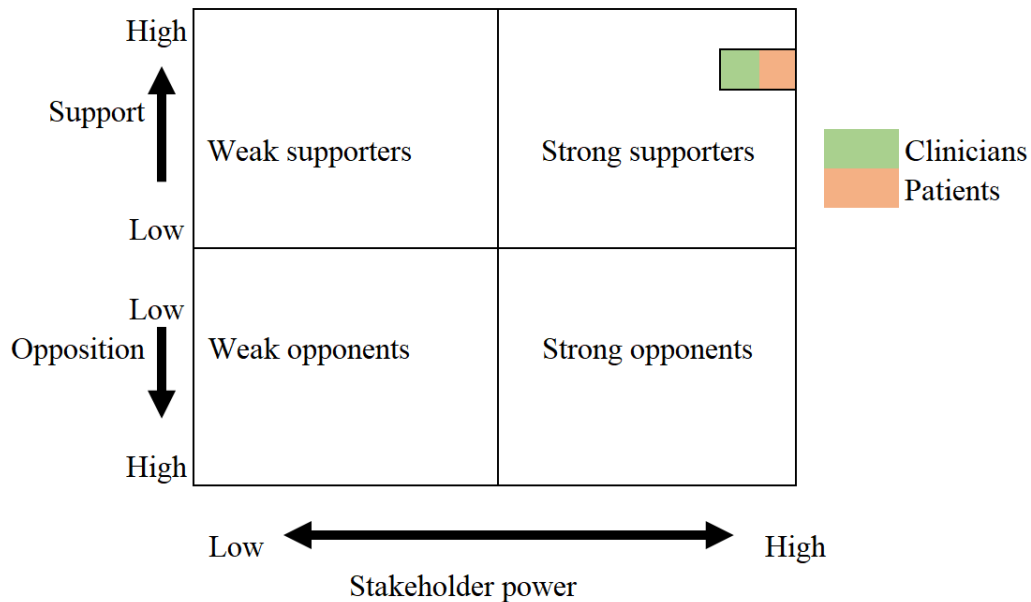 High
Support
Weak supporters
Strong supporters
Clinicians
Patients
Low
Low
Opposition
Weak opponents
Strong opponents
High
Low
High
Stakeholder power